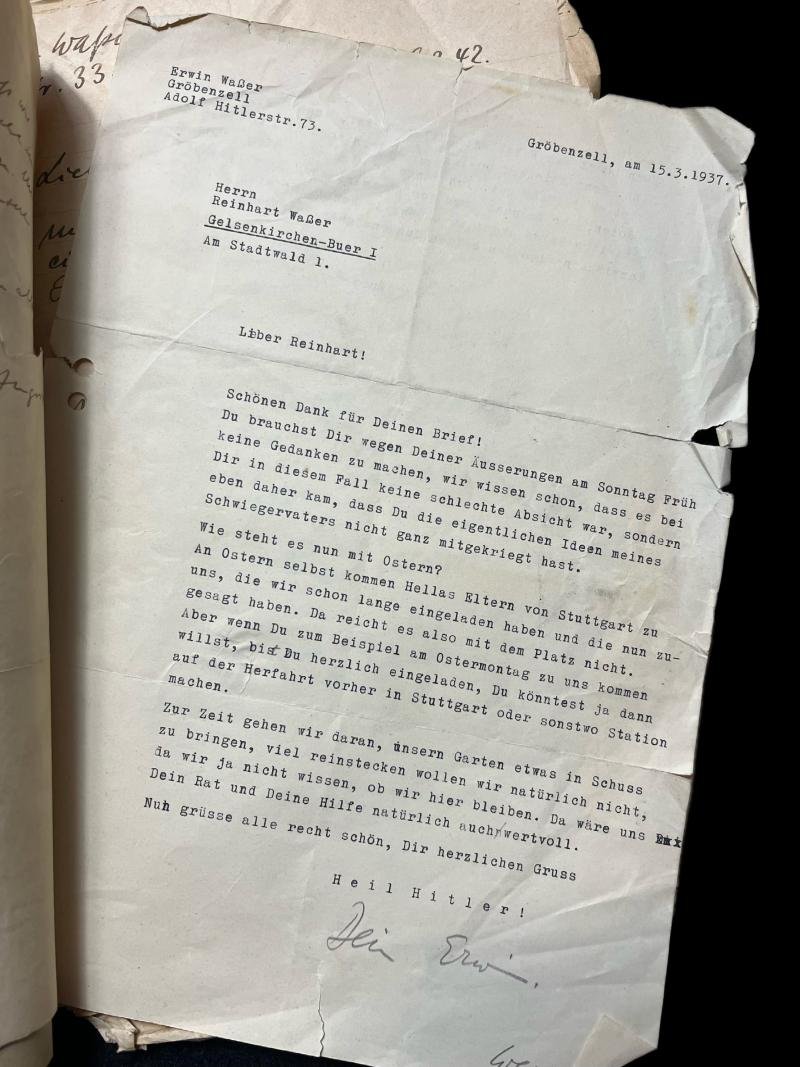 42.
33
Erwin Waßer
Gröbenzell
Adolf Hitlerstr.73.
Gröbenzell, am 15.3.1937.
Herrn
Reinhart Waßer
Gelsenkirchen-Buer I
Am Stadtwald 1.
Lieber Reinhart!
Schönen Dank für Deinen Brief!
Du brauchst Dir wegen Deiner Äusserungen am Sonntag Früh
keine Gedanken zu machen, wir wissen schon, dass es bei
Dir in diesem Fall keine schlechte Absicht war, sondern
eben daher kam, dass Du die eigentlichen Ideen meines
Schwiegervaters nicht ganz mitgekriegt hast.
Wie steht es nun mit Ostern?
An Ostern selbst kommen Hellas Eltern von Stuttgart zu
uns, die wir schon lange eingeladen haben und die nun zu-
gesagt haben. Da reicht es also mit dem Platz nicht.
Aber wenn Du zum Beispiel am Ostermontag zu uns kommen
willst, bist Du herzlich eingeladen, Du könntest ja dann
auf der Herfahrt vorher in Stuttgart oder sonstwo Station
machen.
Zur Zeit gehen wir daran, unsern Garten etwas in Schuss
zu bringen, viel reinstecken wollen wir natürlich nicht,
da wir ja nicht wissen, ob wir hier bleiben. Da wäre uns
Dein Rat und Deine Hilfe natürlich auch wertvoll.
Nun grüsse alle recht schön, Dir herzlichen Gruss
Heil Hitler!
Dein Erwin.